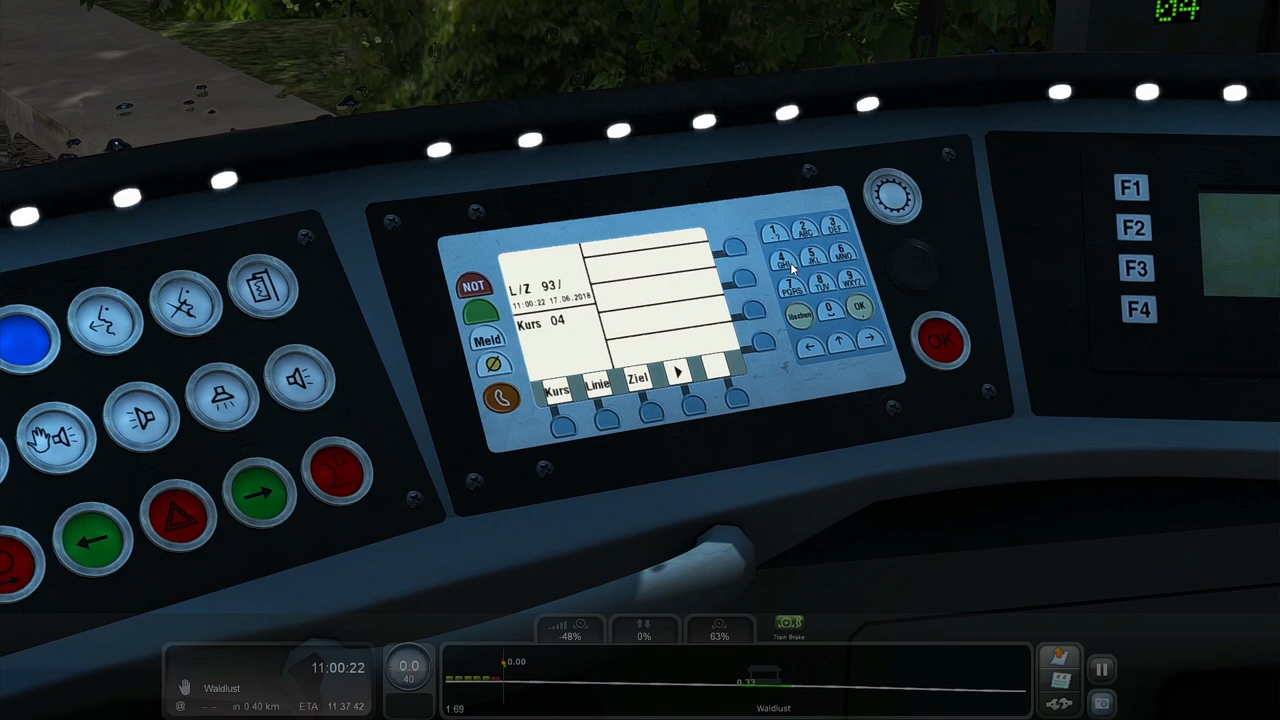 04
F1
F2
F3
F4
NOT
Meld
L/Z 93/
11:00:22 17.06.2018
Kurs 04
Kurs Linie Ziel
1 2 ABC 3 DEF
4 GHI 5 JKL 6 MNO
7 PQRS 8 TUV 9 WXYZ
löschen 0 OK
OK
-48%
0%
63%
Train Brake
11:00:22
Waldlust
@ -- in 0.40 km ETA: 11:37:42
0.0
40
0.00
0.33
1.69
Waldlust